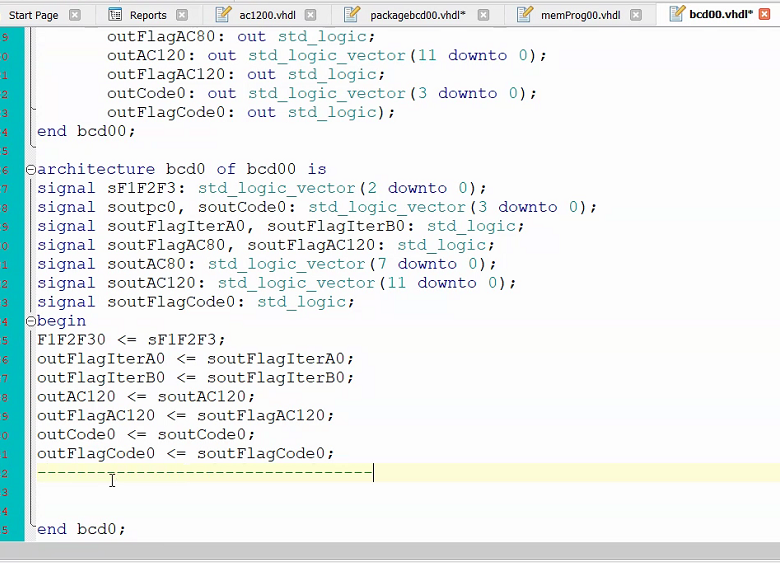 Start Page Reports ac1200.vhdl packagebcd00.vhdl* memProg00.vhdl bcd00.vhdl*
9 outFlagAC80: out std_logic;
0 outAC120: out std_logic_vector(11 downto 0);
1 outFlagAC120: out std_logic;
2 outCode0: out std_logic_vector(3 downto 0);
3 outFlagCode0: out std_logic);
4 end bcd00;
5
6 architecture bcd0 of bcd00 is
7 signal sF1F2F3: std_logic_vector(2 downto 0);
8 signal soutpc0, soutCode0: std_logic_vector(3 downto 0);
9 signal soutFlagIterA0, soutFlagIterB0: std_logic;
0 signal soutFlagAC80, soutFlagAC120: std_logic;
1 signal soutAC80: std_logic_vector(7 downto 0);
2 signal soutAC120: std_logic_vector(11 downto 0);
3 signal soutFlagCode0: std_logic;
4 begin
5 F1F2F30 <= sF1F2F3;
6 outFlagIterA0 <= soutFlagIterA0;
7 outFlagIterB0 <= soutFlagIterB0;
8 outAC120 <= soutAC120;
9 outFlagAC120 <= soutFlagAC120;
0 outCode0 <= soutCode0;
1 outFlagCode0 <= soutFlagCode0;
2 ----------------------------------
3
4
5 end bcd0;